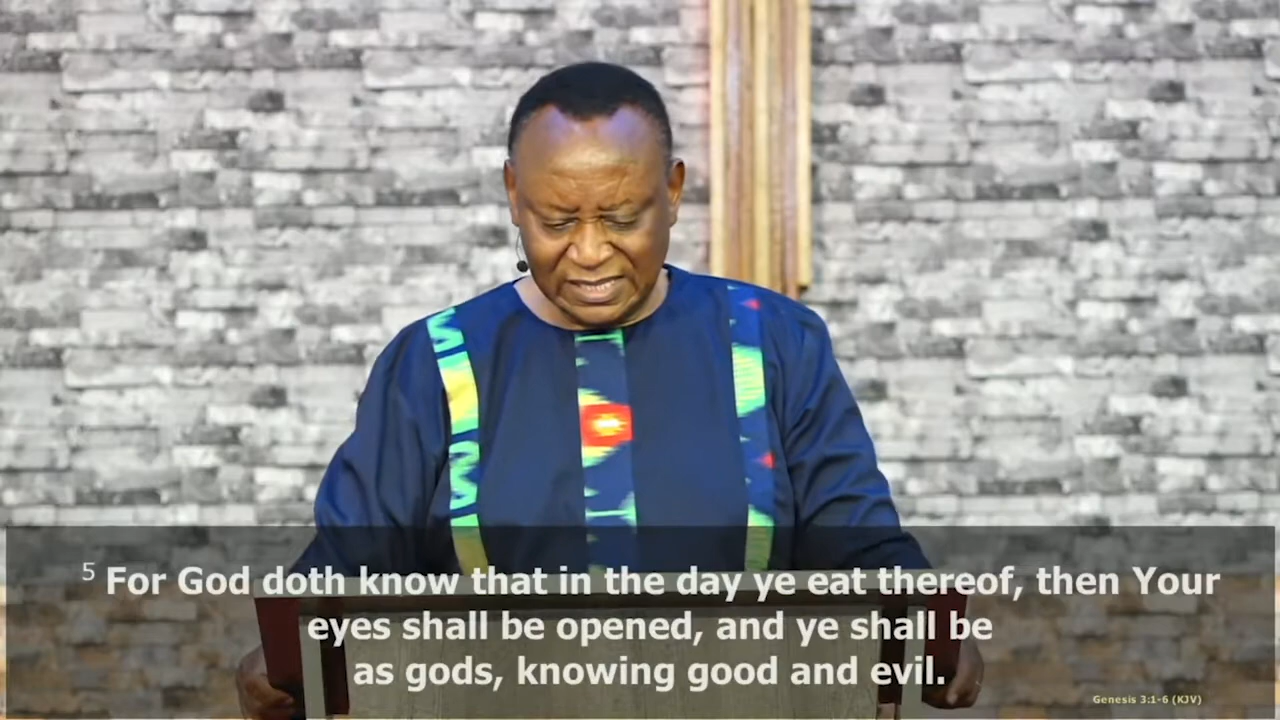 5 For God doth know that in the day ye eat thereof, then Your
eyes shall be opened, and ye shall be
as gods, knowing good and evil.
Genesis 3:1-6 (KJV)